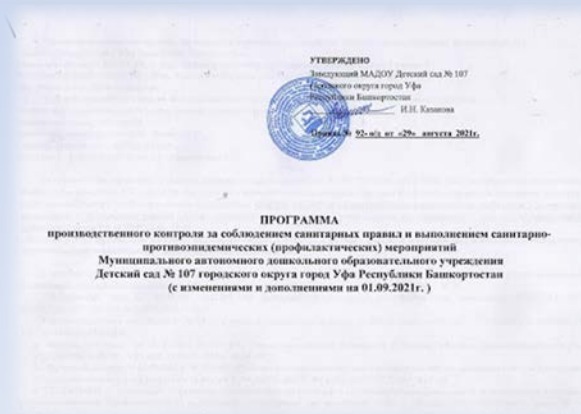 УТВЕРЖДЕНО
Заведующий МАДОУ Детский сад № 107
Городского округа город Уфа
Республики Башкортостан
И.Н. Казакова
Приказ № 92- о/д от «29» августа 2021г.
ПРОГРАММА
производственного контроля за соблюдением санитарных правил и выполнением санитарно-
противоэпидемических (профилактических) мероприятий
Муниципального автономного дошкольного образовательного учреждения
Детский сад № 107 городского округа город Уфа Республики Башкортостан
(с изменениями и дополнениями на 01.09.2021г. )